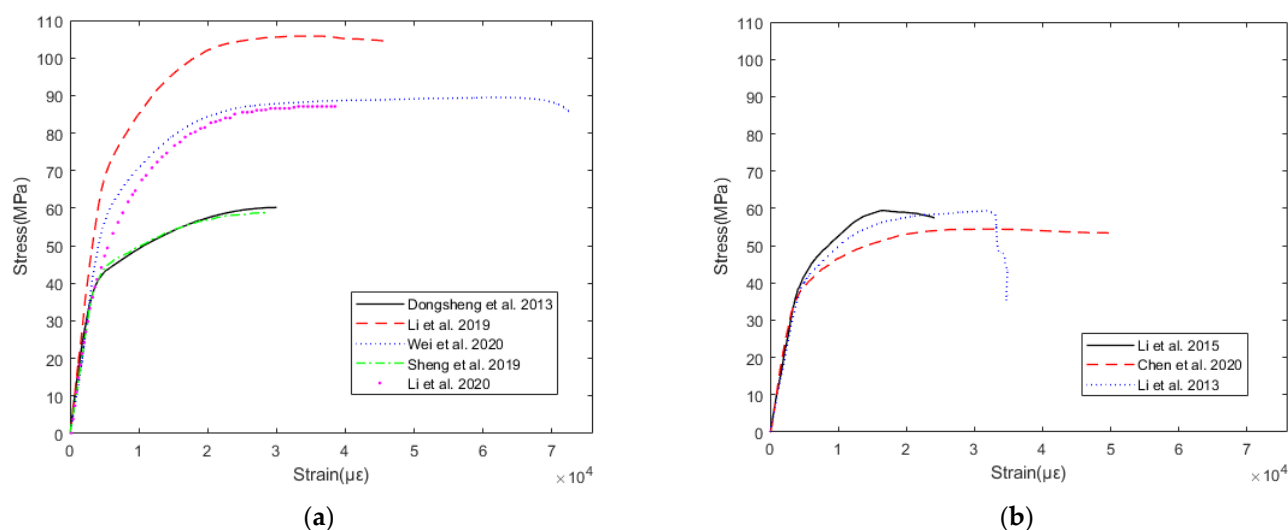 110
100
90
80
70
60
50
40
30
20
10
0
Stress(MPa)
Dongsheng et al. 2013
Li et al. 2019
Wei et al. 2020
Sheng et al. 2019
Li et al. 2020
0 1 2 3 4 5 6 7
Strain(με)
×10⁴
(a)
110
100
90
80
70
60
50
40
30
20
10
0
Stress(MPa)
Li et al. 2015
Chen et al. 2020
Li et al. 2013
0 1 2 3 4 5 6 7
Strain(με)
×10⁴
(b)